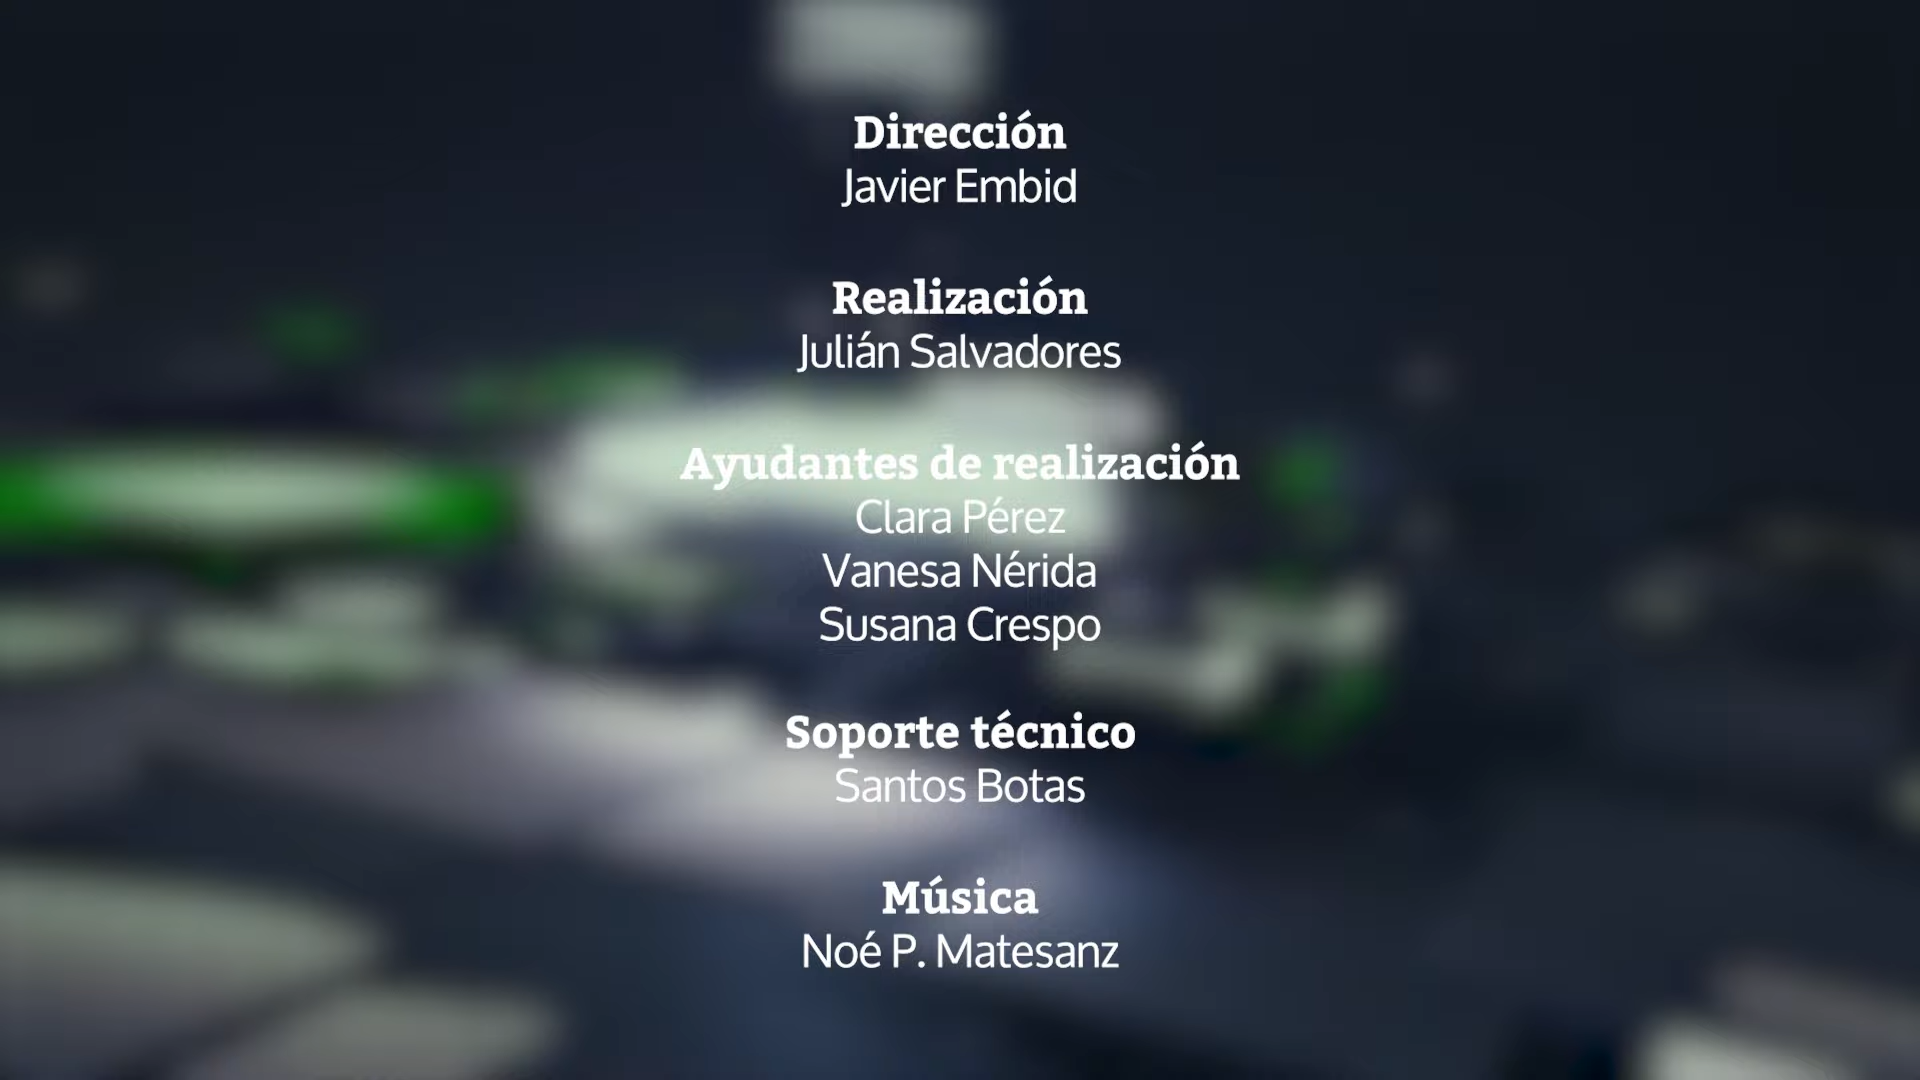 Dirección
Javier Embid
Realización
Julián Salvadores
Ayudantes de realización
Clara Pérez
Vanesa Nérida
Susana Crespo
Soporte técnico
Santos Botas
Música
Noé P. Matesanz